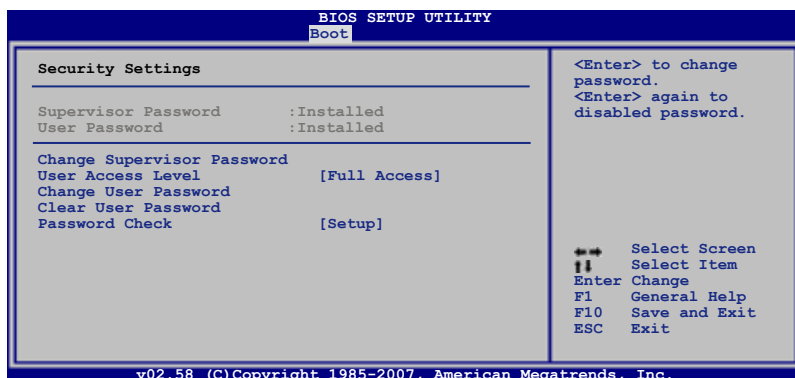 BIOS SETUP UTILITY
Boot
Security Settings
Supervisor Password :Installed
User Password :Installed
Change Supervisor Password
User Access Level [Full Access]
Change User Password
Clear User Password
Password Check [Setup]
<Enter> to change
password.
<Enter> again to
disabled password.
Select Screen
Select Item
Enter Change
F1 General Help
F10 Save and Exit
ESC Exit
v02.58 (C)Copyright 1985-2007, American Megatrends, Inc.